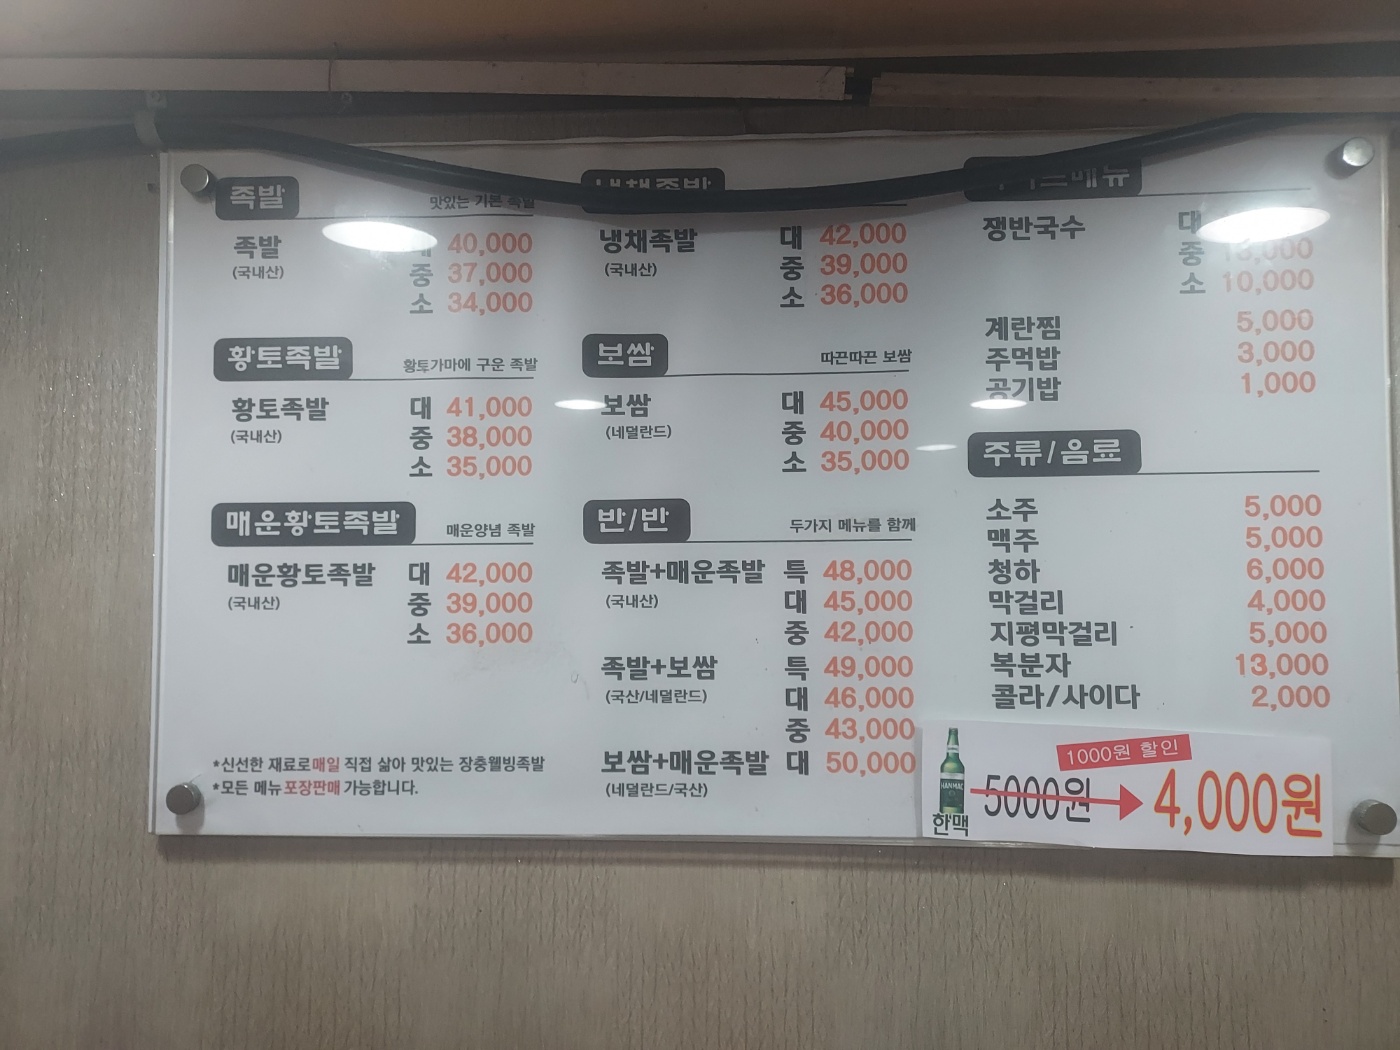 족발 맛있는 기본 족발
족발 40,000
(국내산) 중 37,000
소 34,000
황토족발 황토가마에 구운 족발
황토족발 대 41,000
(국내산) 중 38,000
소 35,000
매운황토족발 매운양념 족발
매운황토족발 대 42,000
(국내산) 중 39,000
소 36,000
*신선한 재료로매일 직접 삶아 맛있는 장충웰빙족발
*모든 메뉴포장판매 가능합니다.
냉채족발
냉채족발 대 42,000
(국내산) 중 39,000
소 36,000
보쌈 따끈따끈 보쌈
보쌈 대 45,000
(네덜란드) 중 40,000
소 35,000
반/반 두가지 메뉴를 함께
족발+매운족발 특 48,000
(국내산) 대 45,000
중 42,000
족발+보쌈 특 49,000
(국산/네덜란드) 대 46,000
중 43,000
보쌈+매운족발 대 50,000
(네덜란드/국산)
쟁반국수 대
중
소 10,000
계란찜 5,000
주먹밥 3,000
공기밥 1,000
주류/음료
소주 5,000
맥주 5,000
청하 6,000
막걸리 4,000
지평막걸리 5,000
복분자 13,000
콜라/사이다 2,000
1000원 할인
HANMAC
한맥 5000원 4,000원